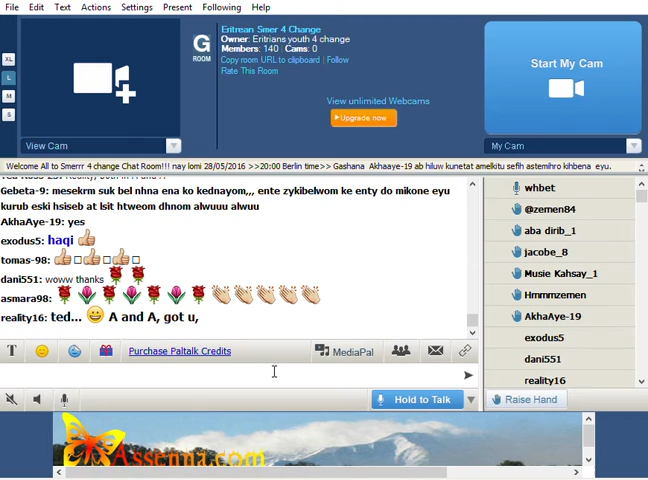 File Edit Text Actions Settings Present Following Help
XL
L
M
S
View Cam
G
ROOM
Eritrean Smer 4 Change
Owner: Eritrians youth 4 change
Members: 140 Cams: 0
Copy room URL to clipboard | Follow
Rate This Room
View unlimited Webcams
Upgrade now
Start My Cam
My Cam
Welcome All to Smerrr 4 change Chat Room!!! nay lomi 28/05/2016 >>20:00 Berlin time>> Gashana Akhaaye-19 ab hiluw kunetat amelkitu sefih astemihro kihbena eyu.
Gebeta-9: mesekrm suk bel nhna ena ko kednayom,,, ente zykibelwom ke enty do mikone eyu
kurub eski hsiseb at lsit htweom dhnom alwuuu alwuu
AkhaAye-19: yes
exodus5: haqi
tomas-98:
dani551: woww thanks
asmara98:
reality16: ted... A and A, got u,
T
Purchase Paltalk Credits
MediaPal
Hold to Talk
whbet
@zemen84
aba dirib_1
jacobe_8
Musie Kahsay_1
Hmmmzemen
AkhaAye-19
exodus5
dani551
reality16
Raise Hand
Assenna.com